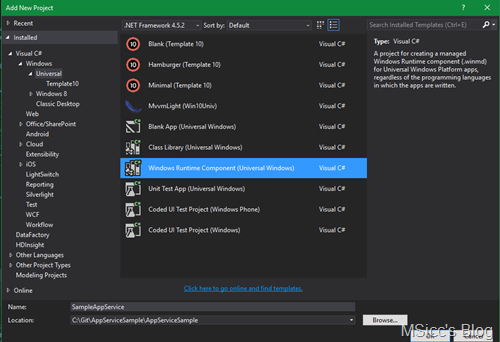 Add New Project
? ×
Recent
.NET Framework 4.5.2 Sort by: Default
Search Installed Templates (Ctrl+E)
Installed
Visual C#
Windows
Universal
Template10
Windows 8
Classic Desktop
Web
Office/SharePoint
Android
Cloud
Extensibility
iOS
LightSwitch
Reporting
Silverlight
Test
WCF
Workflow
DataFactory
HDInsight
Other Languages
Other Project Types
Modeling Projects
Online
10 Blank (Template 10) Visual C#
10 Hamburger (Template 10) Visual C#
10 Minimal (Template 10) Visual C#
MvvmLight (Win10Univ) Visual C#
Blank App (Universal Windows) Visual C#
Class Library (Universal Windows) Visual C#
Windows Runtime Component (Universal Windows) Visual C#
Unit Test App (Universal Windows) Visual C#
Coded UI Test Project (Windows Phone) Visual C#
Coded UI Test Project (Windows) Visual C#
Click here to go online and find templates.
Type: Visual C#
A project for creating a managed
Windows Runtime component (.winmd)
for Universal Windows Platform apps,
regardless of the programming languages
in which the apps are written.
Name: SampleAppService
Location: C:\Git\AppServiceSample\AppServiceSample
Browse...
OK Cancel
MSicc's Blog